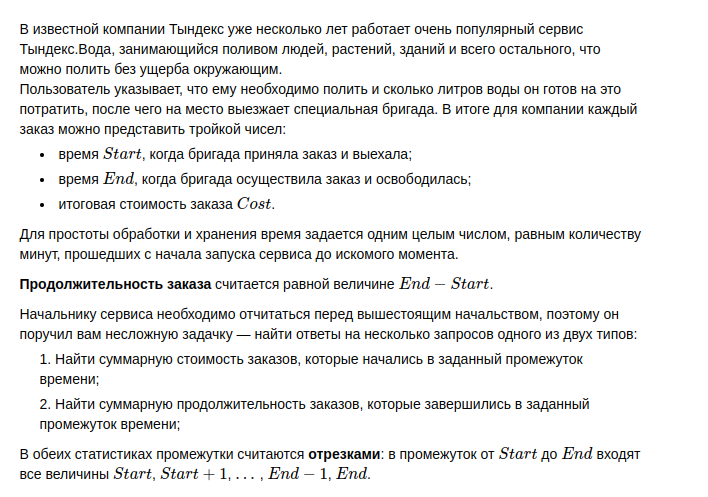 В известной компании Тындекс уже несколько лет работает очень популярный сервис
Тындекс.Вода, занимающийся поливом людей, растений, зданий и всего остального, что
можно полить без ущерба окружающим.
Пользователь указывает, что ему необходимо полить и сколько литров воды он готов на это
потратить, после чего на место выезжает специальная бригада. В итоге для компании каждый
заказ можно представить тройкой чисел:
• время Start, когда бригада приняла заказ и выехала;
• время End, когда бригада осуществила заказ и освободилась;
• итоговая стоимость заказа Cost.
Для простоты обработки и хранения время задается одним целым числом, равным количеству
минут, прошедших с начала запуска сервиса до искомого момента.
Продолжительность заказа считается равной величине End − Start.
Начальнику сервиса необходимо отчитаться перед вышестоящим начальством, поэтому он
поручил вам несложную задачку — найти ответы на несколько запросов одного из двух типов:
1. Найти суммарную стоимость заказов, которые начались в заданный промежуток
времени;
2. Найти суммарную продолжительность заказов, которые завершились в заданный
промежуток времени;
В обеих статистиках промежутки считаются отрезками: в промежуток от Start до End входят
все величины Start, Start + 1, … , End − 1, End.